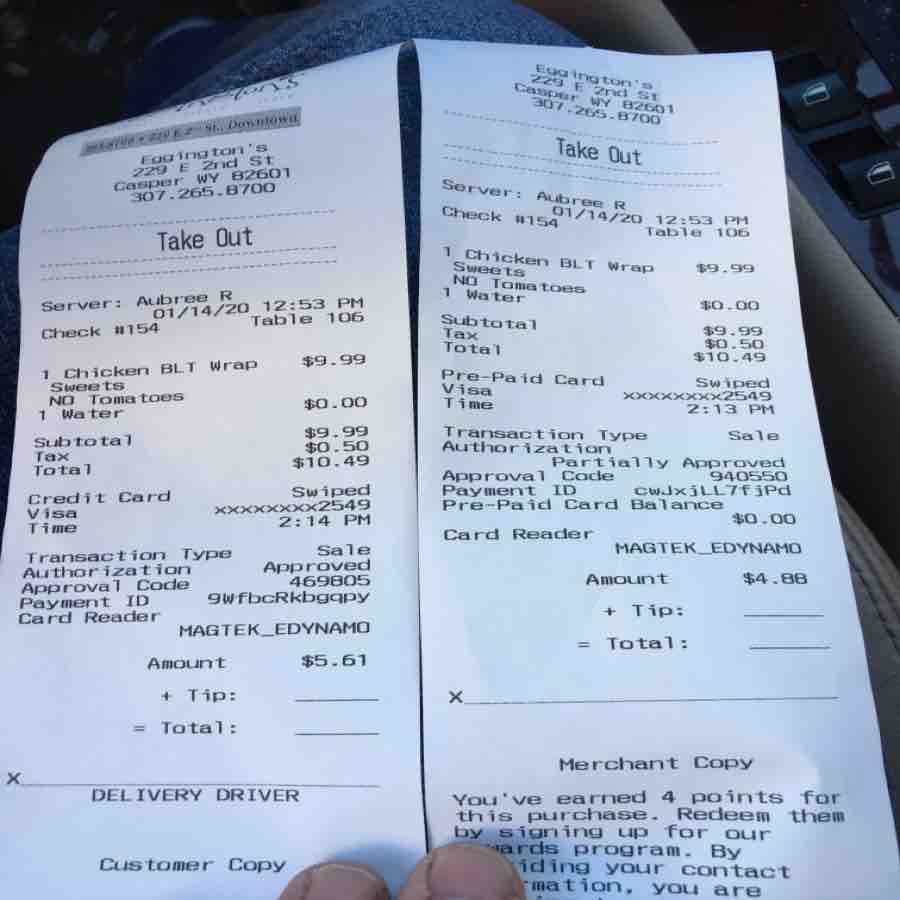 229 E 2nd St., Downtown
Eggington's
229 E 2nd St
Casper WY 82601
307.265.8700
Take Out
Server: Aubree R
01/14/20 12:53 PM
Check #154 Table 106
1 Chicken BLT Wrap $9.99
Sweets
NO Tomatoes
1 Water $0.00
Subtotal $9.99
Tax $0.50
Total $10.49
Credit Card Swiped
Visa xxxxxxxx2549
Time 2:14 PM
Transaction Type Sale
Authorization Approved
Approval Code 469805
Payment ID 9WfbcRkbgqpy
Card Reader
MAGTEK_EDYNAMO
Amount $5.61
+ Tip:
= Total:
X
DELIVERY DRIVER
Customer Copy
Eggington's
229 E 2nd St
Casper WY 82601
307.265.8700
Take Out
Server: Aubree R
01/14/20 12:53 PM
Check #154 Table 106
1 Chicken BLT Wrap $9.99
Sweets
NO Tomatoes
1 Water $0.00
Subtotal $9.99
Tax $0.50
Total $10.49
Pre-Paid Card Swiped
Visa xxxxxxxx2549
Time 2:13 PM
Transaction Type Sale
Authorization
Partially Approved
Approval Code 940550
Payment ID cwJxjLL7fjPd
Pre-Paid Card Balance
$0.00
Card Reader
MAGTEK_EDYNAMO
Amount $4.88
+ Tip:
= Total:
X
Merchant Copy
You've earned 4 points for
this purchase. Redeem them
by signing up for our
program. By
your contact
you are